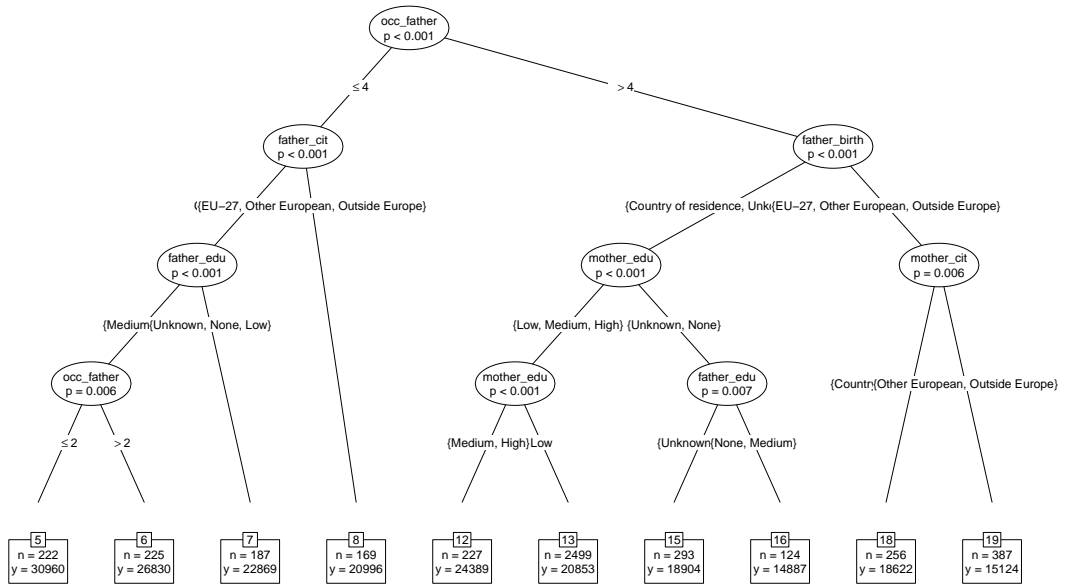 occ_father
p < 0.001
≤ 4
> 4
father_cit
p < 0.001
father_birth
p < 0.001
{EU−27, Other European, Outside Europe}
{Country of residence, Unk
{EU−27, Other European, Outside Europe}
father_edu
p < 0.001
mother_edu
p < 0.001
mother_cit
p = 0.006
{Medium
{Unknown, None, Low}
{Low, Medium, High}
{Unknown, None}
occ_father
p = 0.006
mother_edu
p < 0.001
father_edu
p = 0.007
{Countr
{Other European, Outside Europe}
≤ 2
> 2
{Medium, High}
Low
{Unknown
{None, Medium}
5
n = 222
y = 30960
6
n = 225
y = 26830
7
n = 187
y = 22869
8
n = 169
y = 20996
12
n = 227
y = 24389
13
n = 2499
y = 20853
15
n = 293
y = 18904
16
n = 124
y = 14887
18
n = 256
y = 18622
19
n = 387
y = 15124